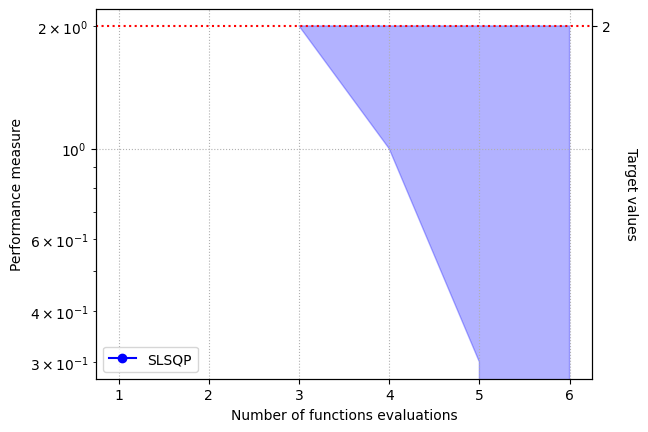 2 × 10⁰
10⁰
6 × 10⁻¹
4 × 10⁻¹
3 × 10⁻¹
Performance measure
1 2 3 4 5 6
Number of functions evaluations
2
Target values
SLSQP